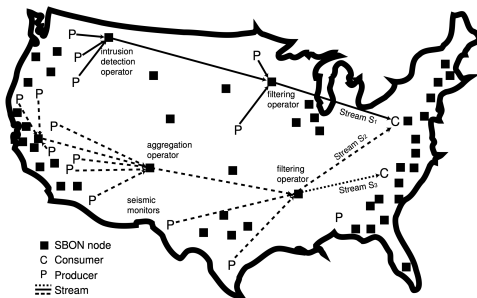 P
P
P
intrusion
detection
operator
P
filtering
operator
P
Stream S1
C
Stream S2
P
P
P
P
P
P
aggregation
operator
filtering
operator
C
Stream S3
seismic
monitors
P
P
P
SBON node
C Consumer
P Producer
Stream